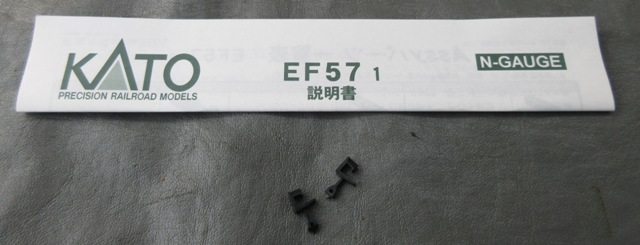 KATO
PRECISION RAILROAD MODELS
EF57 1
説明書
N-GAUGE